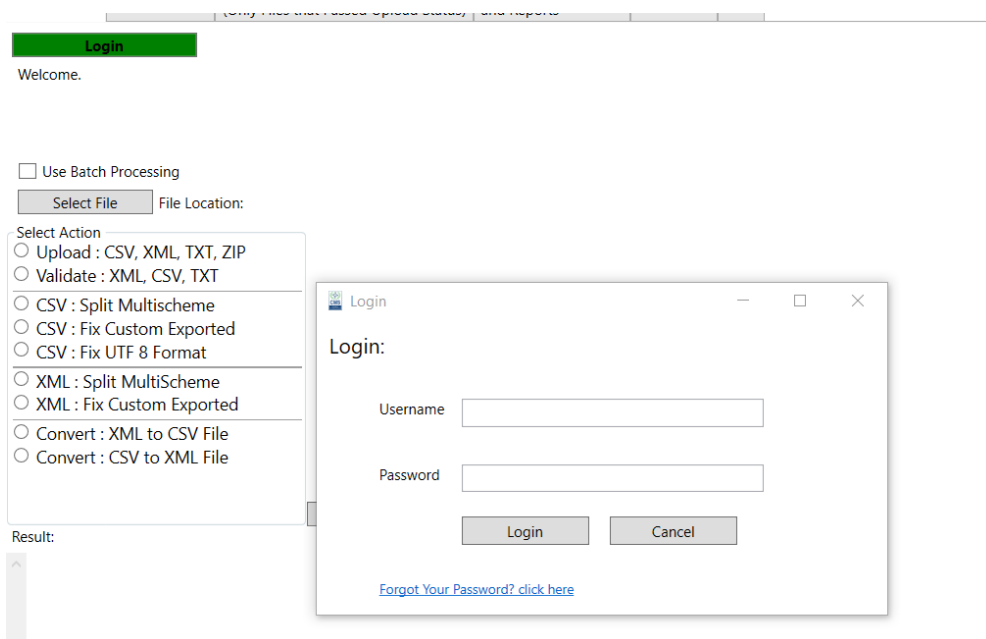 (Only Files that Passed Upload Status) and Reports
Login
Welcome.
Use Batch Processing
Select File File Location:
Select Action
Upload : CSV, XML, TXT, ZIP
Validate : XML, CSV, TXT
CSV : Split Multischeme
CSV : Fix Custom Exported
CSV : Fix UTF 8 Format
XML : Split MultiScheme
XML : Fix Custom Exported
Convert : XML to CSV File
Convert : CSV to XML File
Result:
Login
Login:
Username
Password
Login Cancel
Forgot Your Password? click here